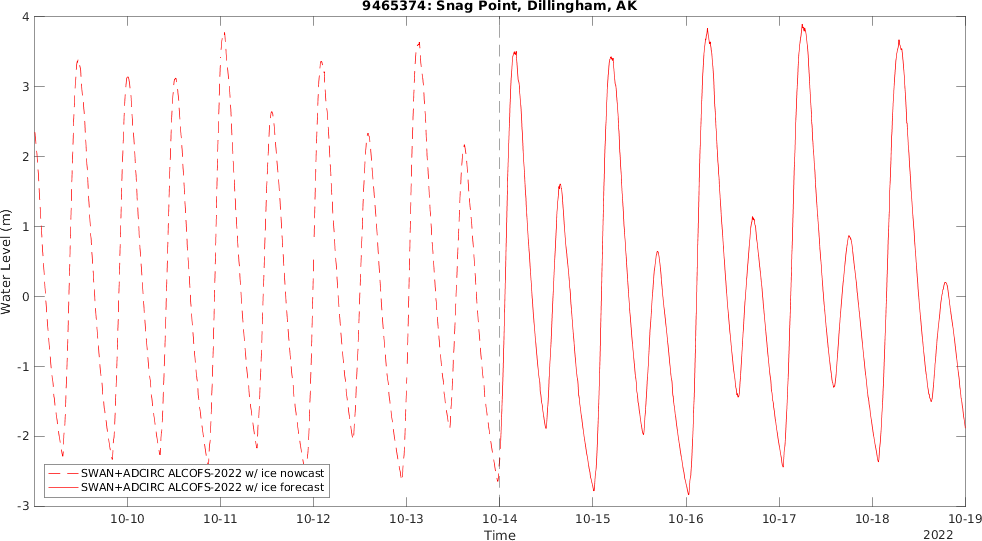 9465374: Snag Point, Dillingham, AK
Water Level (m)
4
3
2
1
0
-1
-2
-3
SWAN+ADCIRC ALCOFS-2022 w/ ice nowcast
SWAN+ADCIRC ALCOFS-2022 w/ ice forecast
10-10 10-11 10-12 10-13 10-14 10-15 10-16 10-17 10-18 10-19
Time
2022